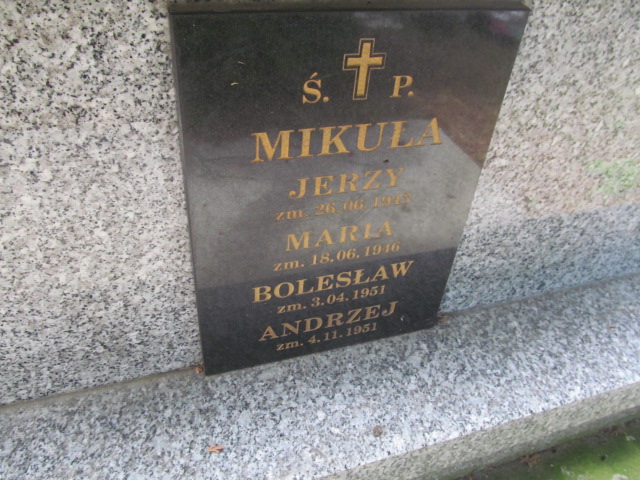 Ś. P.
MIKUŁA
JERZY
zm. 26.06.1945
MARIA
zm. 18.06.1946
BOLESŁAW
zm. 3.04.1951
ANDRZEJ
zm. 4.11.1951